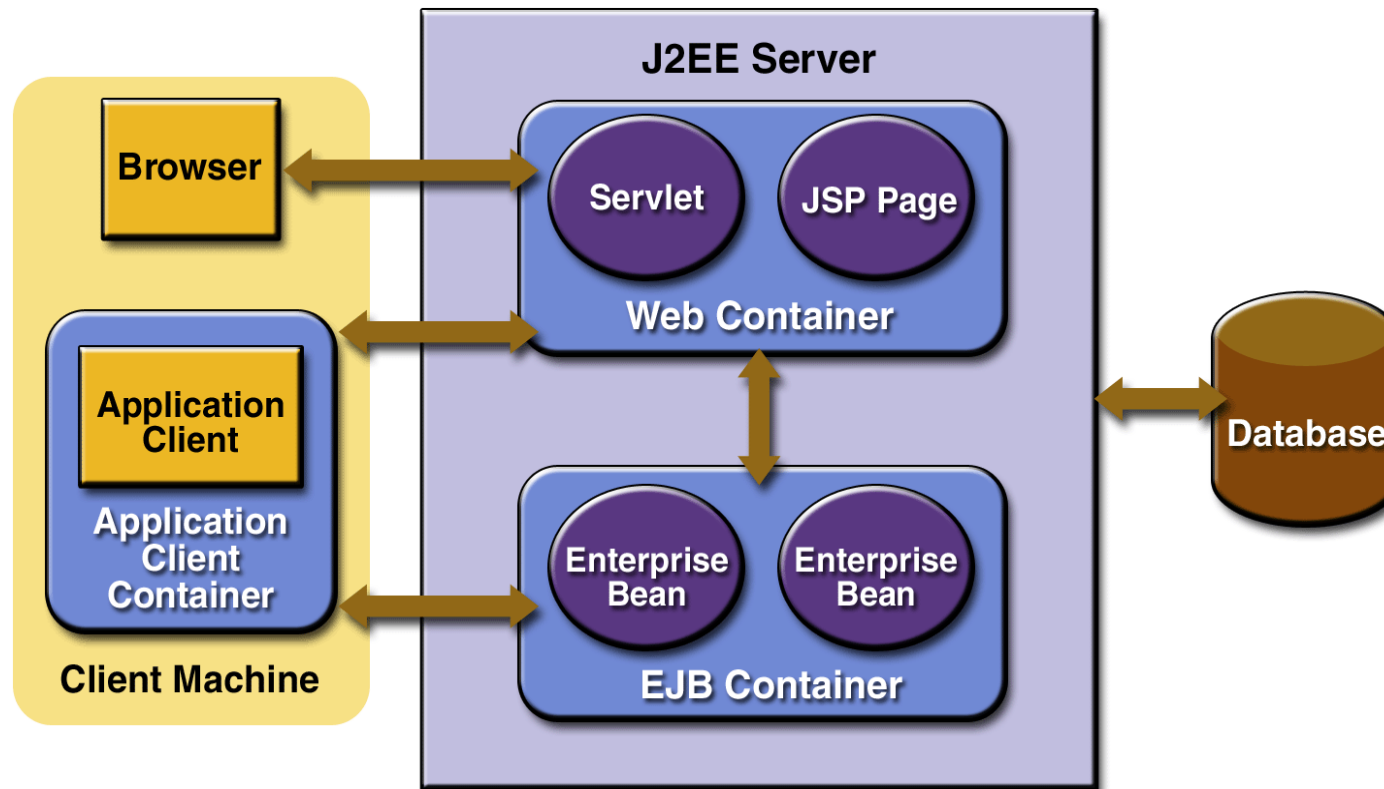 J2EE Server
Browser
Servlet
JSP Page
Web Container
Application
Client
Application
Client
Container
Client Machine
Enterprise
Bean
Enterprise
Bean
EJB Container
Database